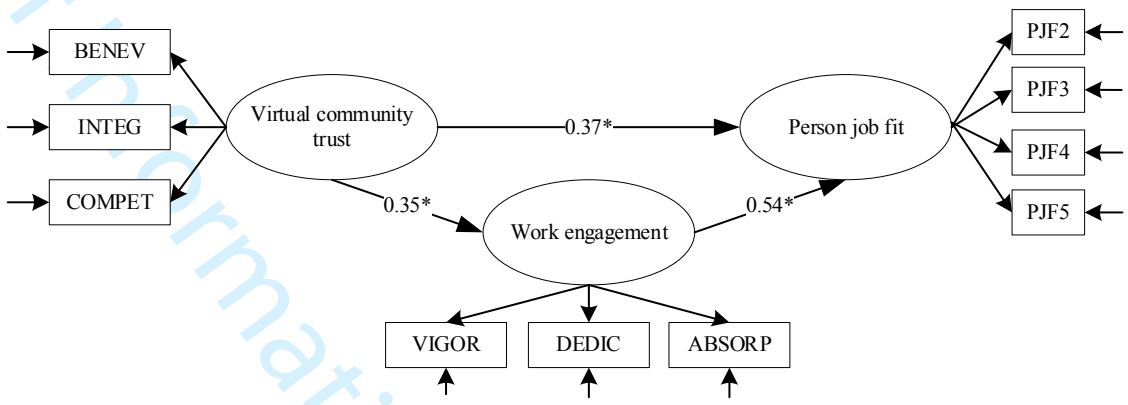 BENEV
INTEG
COMPET
Virtual community
trust
0.37*
Person job fit
PJF2
PJF3
PJF4
PJF5
0.35*
0.54*
Work engagement
VIGOR
DEDIC
ABSORP
r Informati